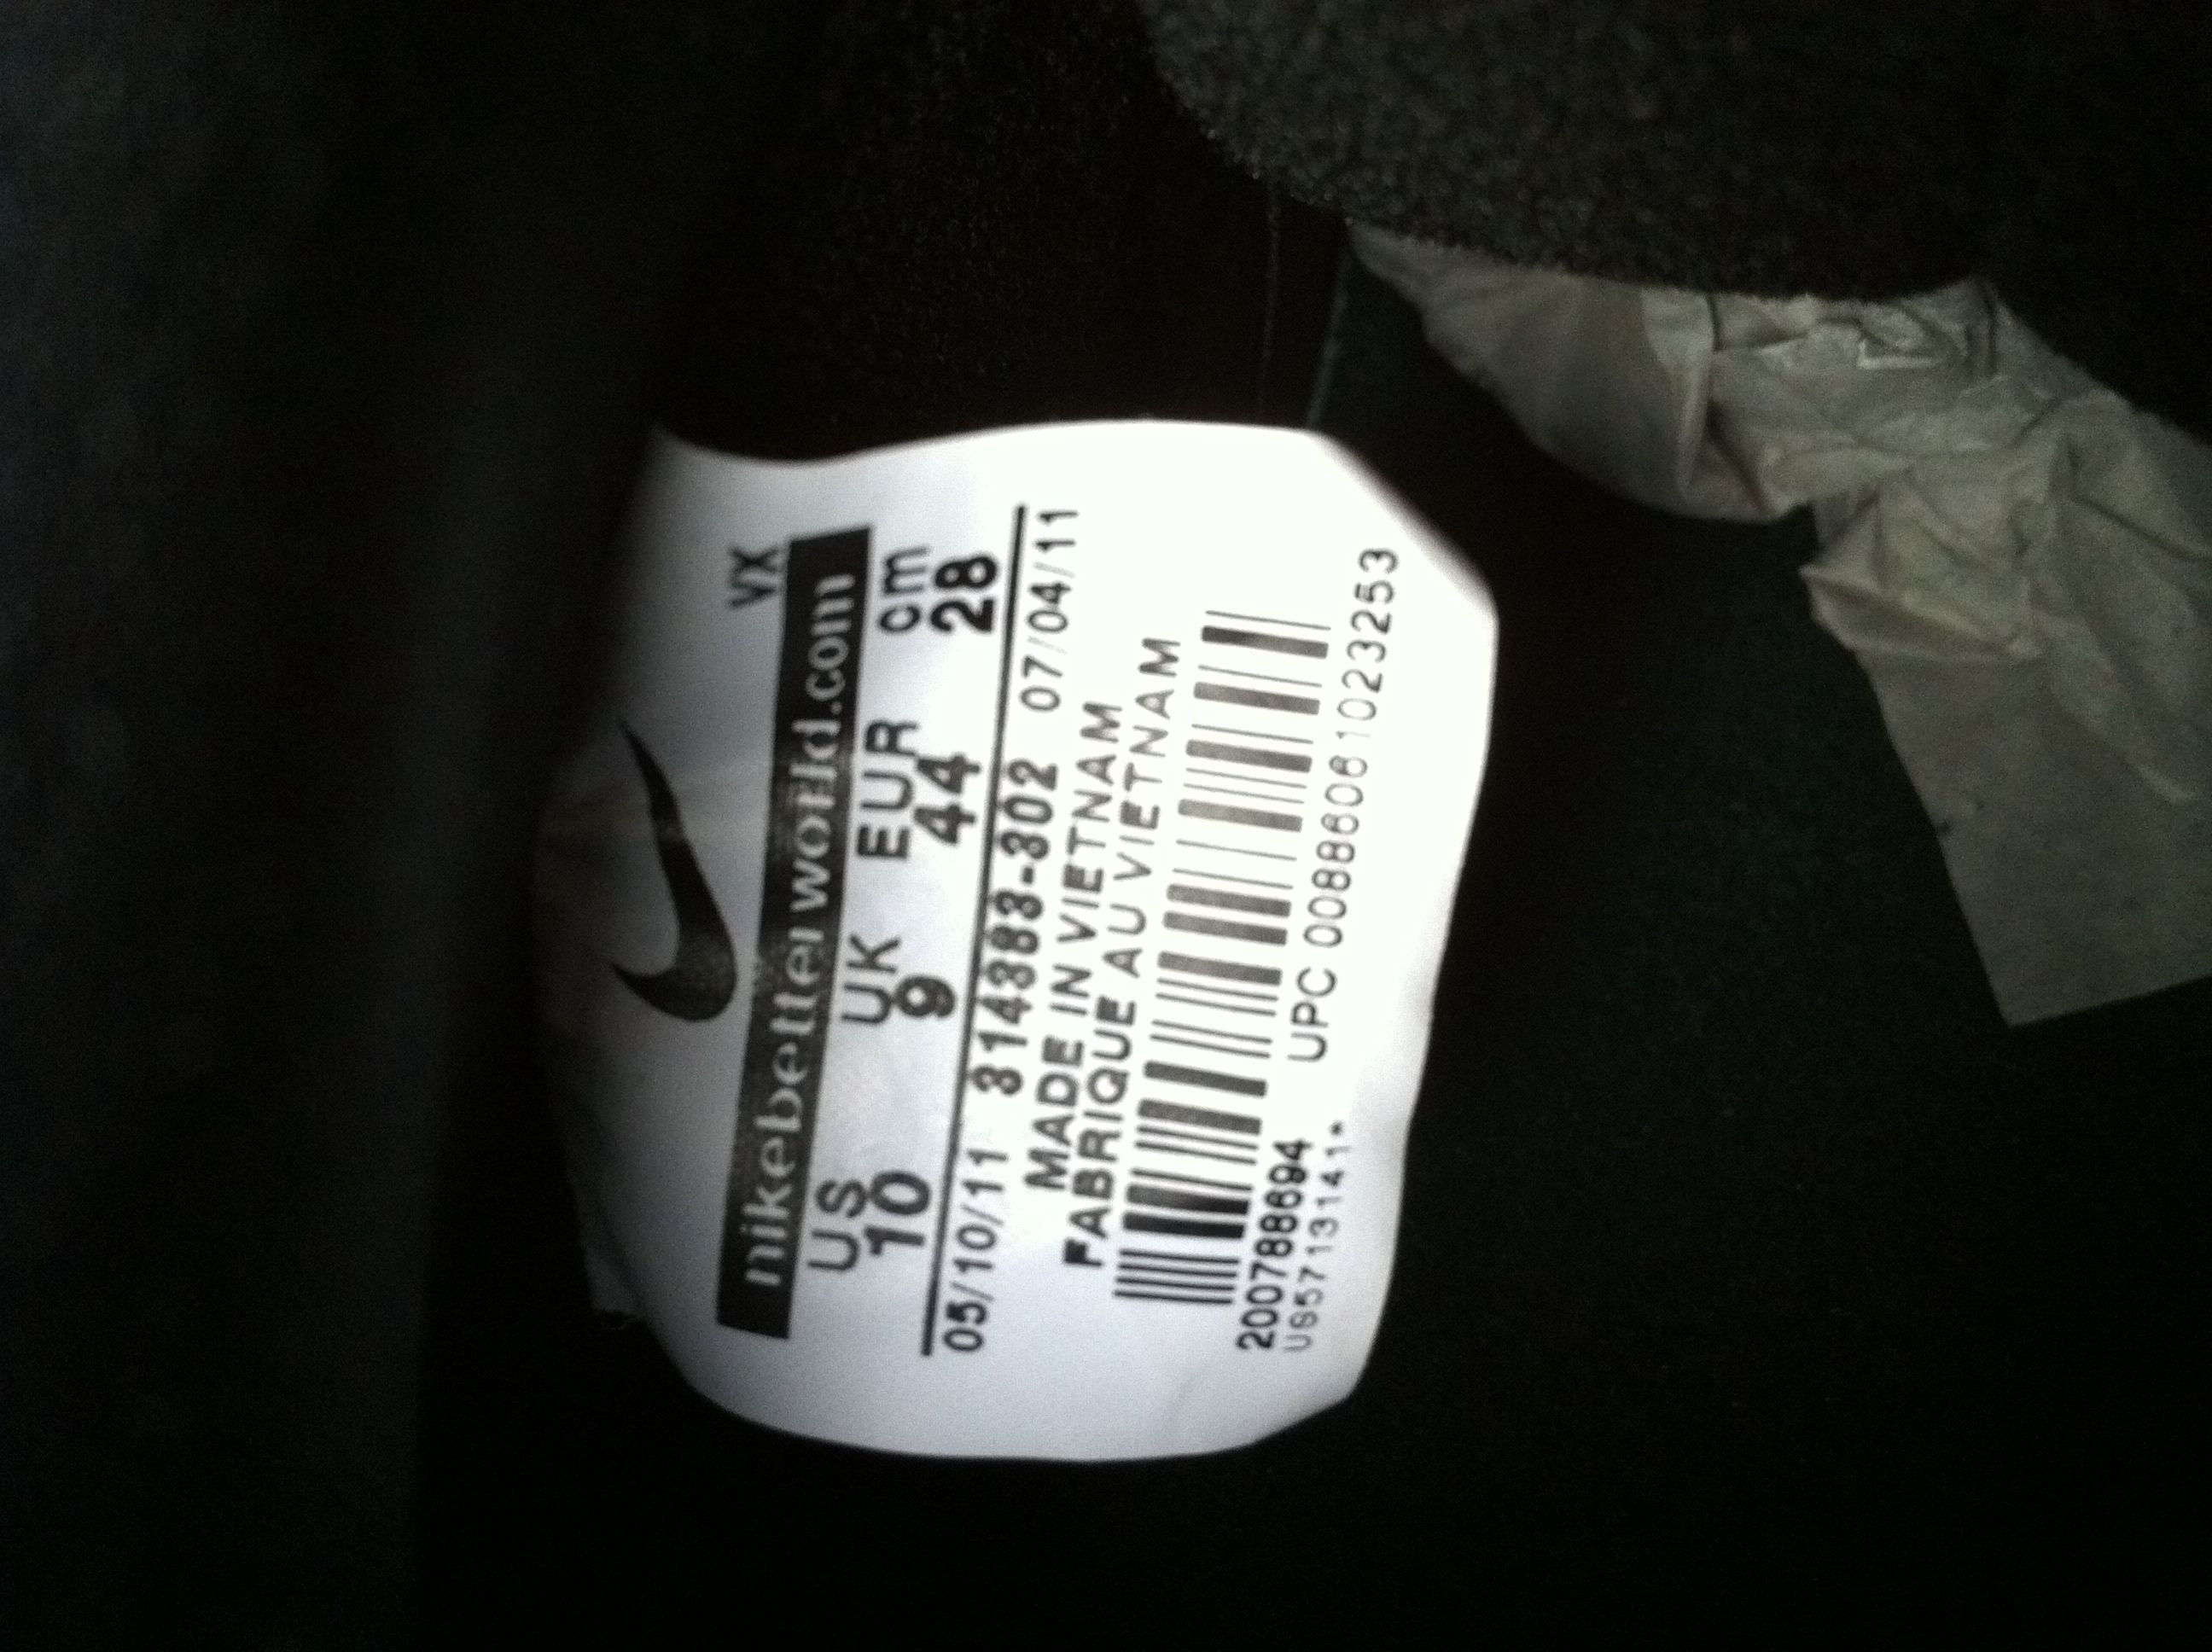 VX
nikebetterworld.com
US UK EUR cm
10 9 44 28
05/10/11 314383-302 07/04/11
MADE IN VIETNAM
FABRIQUE AU VIETNAM
2007888694 UPC 00886061023253
US5713141*